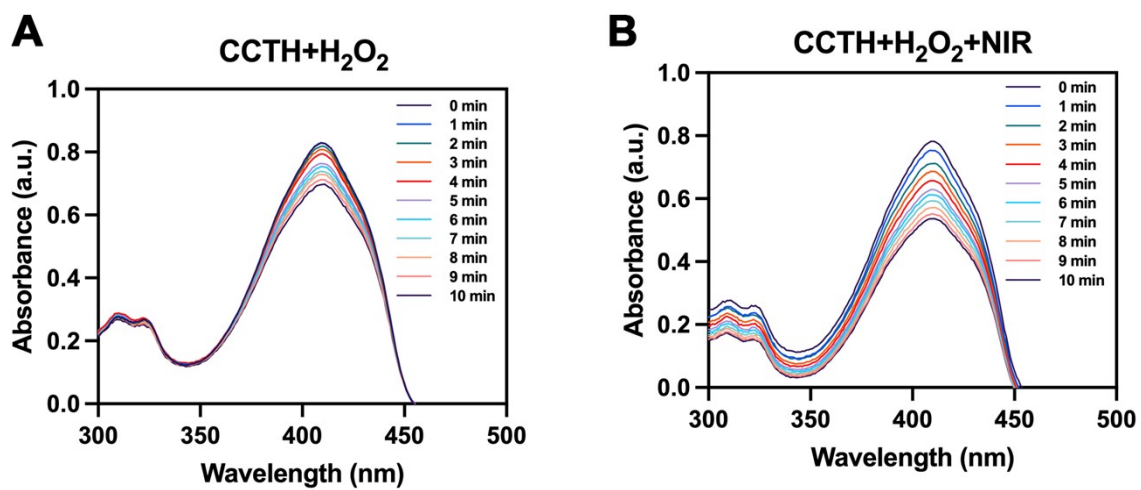 A
CCTH+H₂O₂
Absorbance (a.u.)
1.0
0.8
0.6
0.4
0.2
0.0
300
350
400
450
500
Wavelength (nm)
0 min
1 min
2 min
3 min
4 min
5 min
6 min
7 min
8 min
9 min
10 min
B
CCTH+H₂O₂+NIR
Absorbance (a.u.)
1.0
0.8
0.6
0.4
0.2
0.0
300
350
400
450
500
Wavelength (nm)
0 min
1 min
2 min
3 min
4 min
5 min
6 min
7 min
8 min
9 min
10 min